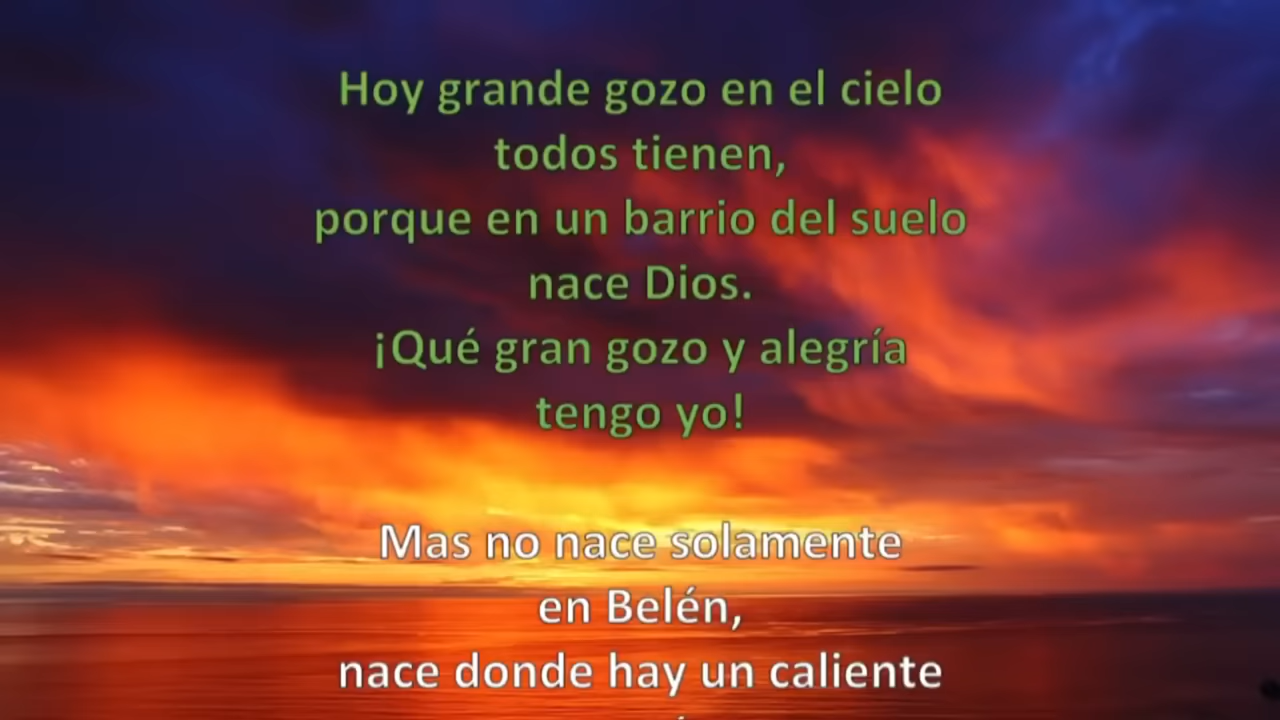 Hoy grande gozo en el cielo
todos tienen,
porque en un barrio del suelo
nace Dios.
¡Qué gran gozo y alegría
tengo yo!
Mas no nace solamente
en Belén,
nace donde hay un caliente